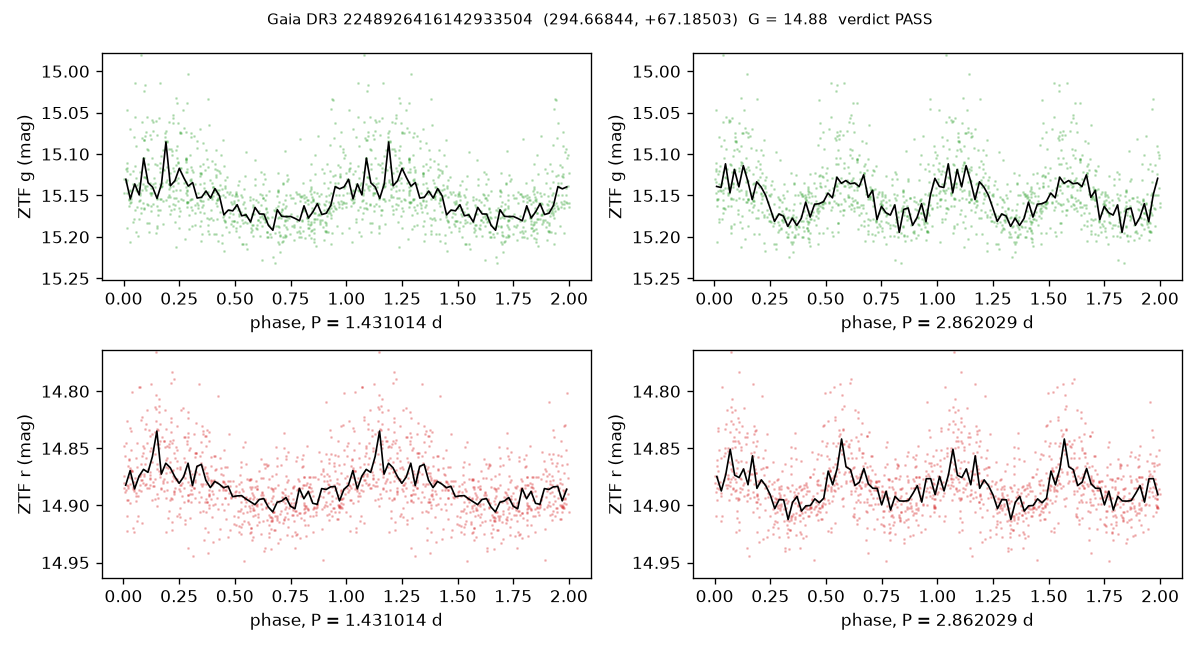 Gaia DR3 2248926416142933504 (294.66844, +67.18503) G = 14.88 verdict PASS
ZTF g (mag)
15.00
15.05
15.10
15.15
15.20
15.25
0.00 0.25 0.50 0.75 1.00 1.25 1.50 1.75 2.00
phase, P = 1.431014 d
ZTF g (mag)
15.00
15.05
15.10
15.15
15.20
15.25
0.00 0.25 0.50 0.75 1.00 1.25 1.50 1.75 2.00
phase, P = 2.862029 d
ZTF r (mag)
14.80
14.85
14.90
14.95
0.00 0.25 0.50 0.75 1.00 1.25 1.50 1.75 2.00
phase, P = 1.431014 d
ZTF r (mag)
14.80
14.85
14.90
14.95
0.00 0.25 0.50 0.75 1.00 1.25 1.50 1.75 2.00
phase, P = 2.862029 d